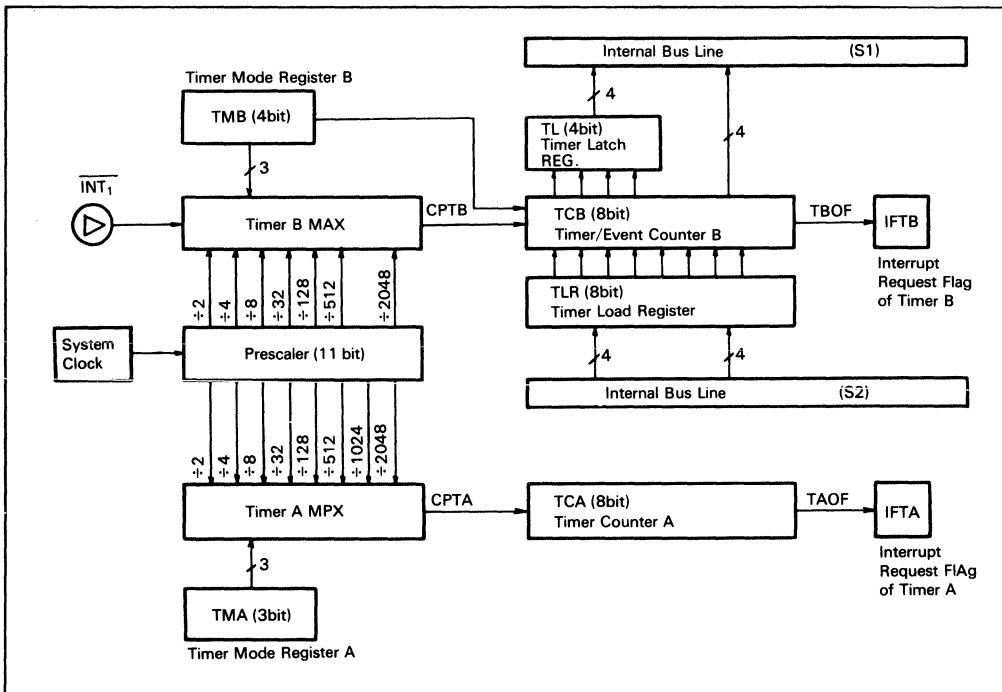 Internal Bus Line (S1)
Timer Mode Register B
TMB (4bit)
4
TL (4bit)
Timer Latch
REG.
4
3
INT1
Timer B MAX
CPTB
TCB (8bit)
Timer/Event Counter B
TBOF
IFTB
Interrupt
Request Flag
of Timer B
÷2
÷4
÷8
÷32
÷128
÷512
÷2048
TLR (8bit)
Timer Load Register
System
Clock
Prescaler (11 bit)
4
4
Internal Bus Line (S2)
÷2
÷4
÷8
÷32
÷128
÷512
÷1024
÷2048
Timer A MPX
CPTA
TCA (8bit)
Timer Counter A
TAOF
IFTA
Interrupt
Request FlAg
of Timer A
3
TMA (3bit)
Timer Mode Register A